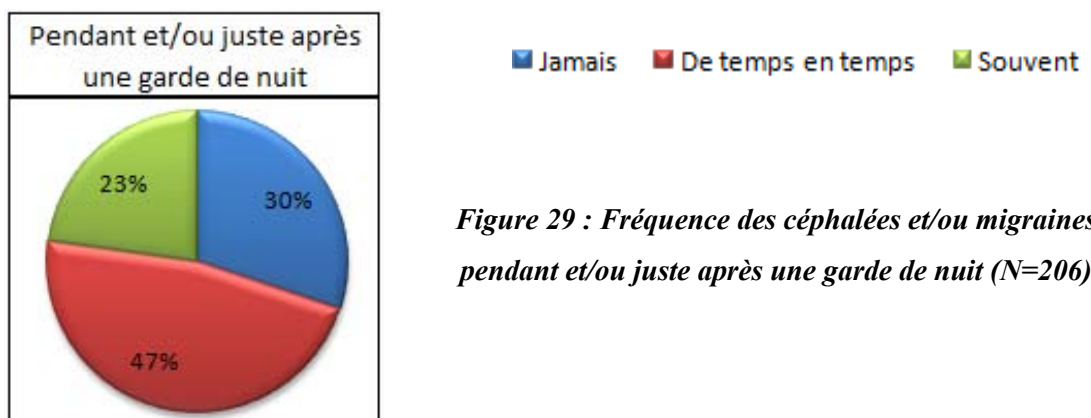 Pendant et/ou juste après
une garde de nuit
Jamais De temps en temps Souvent
23%
30%
47%
Figure 29 : Fréquence des céphalées et/ou migraines
pendant et/ou juste après une garde de nuit (N=206)